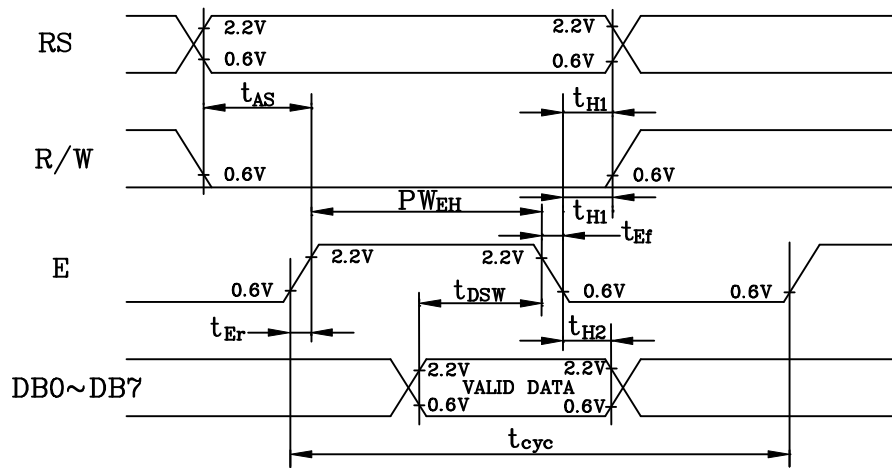 RS
2.2V 2.2V
0.6V 0.6V
tAS tH1
R/W
0.6V 0.6V
PWEH tH1
tEf
E
2.2V 2.2V
0.6V tDSW 0.6V 0.6V
tEr tH2
DB0~DB7
2.2V VALID DATA 2.2V
0.6V 0.6V
tcyc